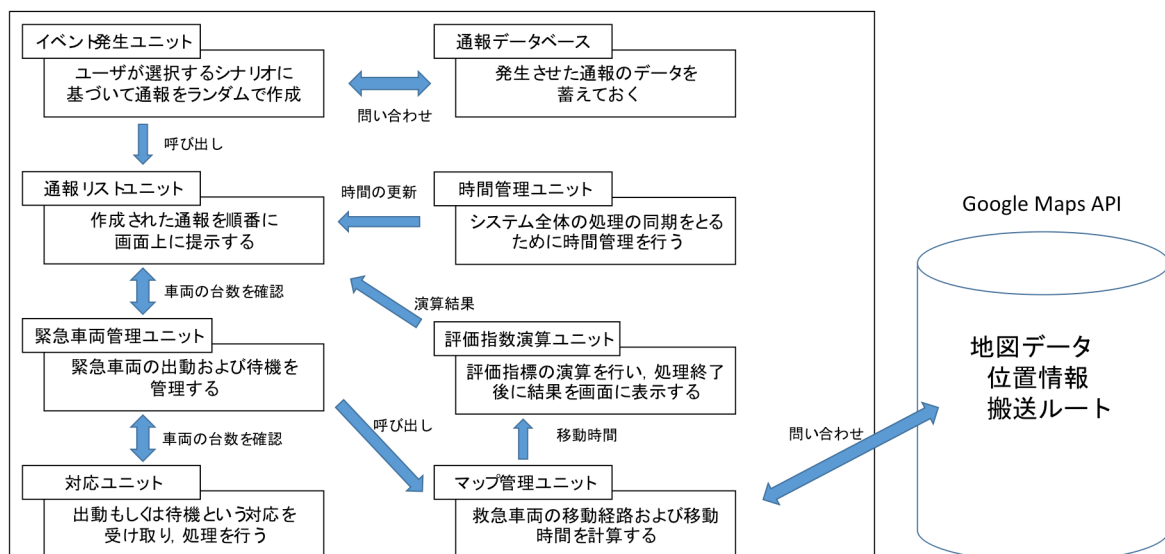 イベント発生ユニット
ユーザが選択するシナリオに
基づいて通報をランダムで作成
通報データベース
発生させた通報のデータを
蓄えておく
問い合わせ
呼び出し
通報リストユニット
作成された通報を順番に
画面上に提示する
時間の更新
時間管理ユニット
システム全体の処理の同期をとる
ために時間管理を行う
車両の台数を確認
演算結果
緊急車両管理ユニット
緊急車両の出動および待機を
管理する
評価指数演算ユニット
評価指標の演算を行い，処理終了
後に結果を画面に表示する
車両の台数を確認
呼び出し
移動時間
問い合わせ
対応ユニット
出動もしくは待機という対応を
受け取り，処理を行う
マップ管理ユニット
救急車両の移動経路および移動
時間を計算する
Google Maps API
地図データ
位置情報
搬送ルート